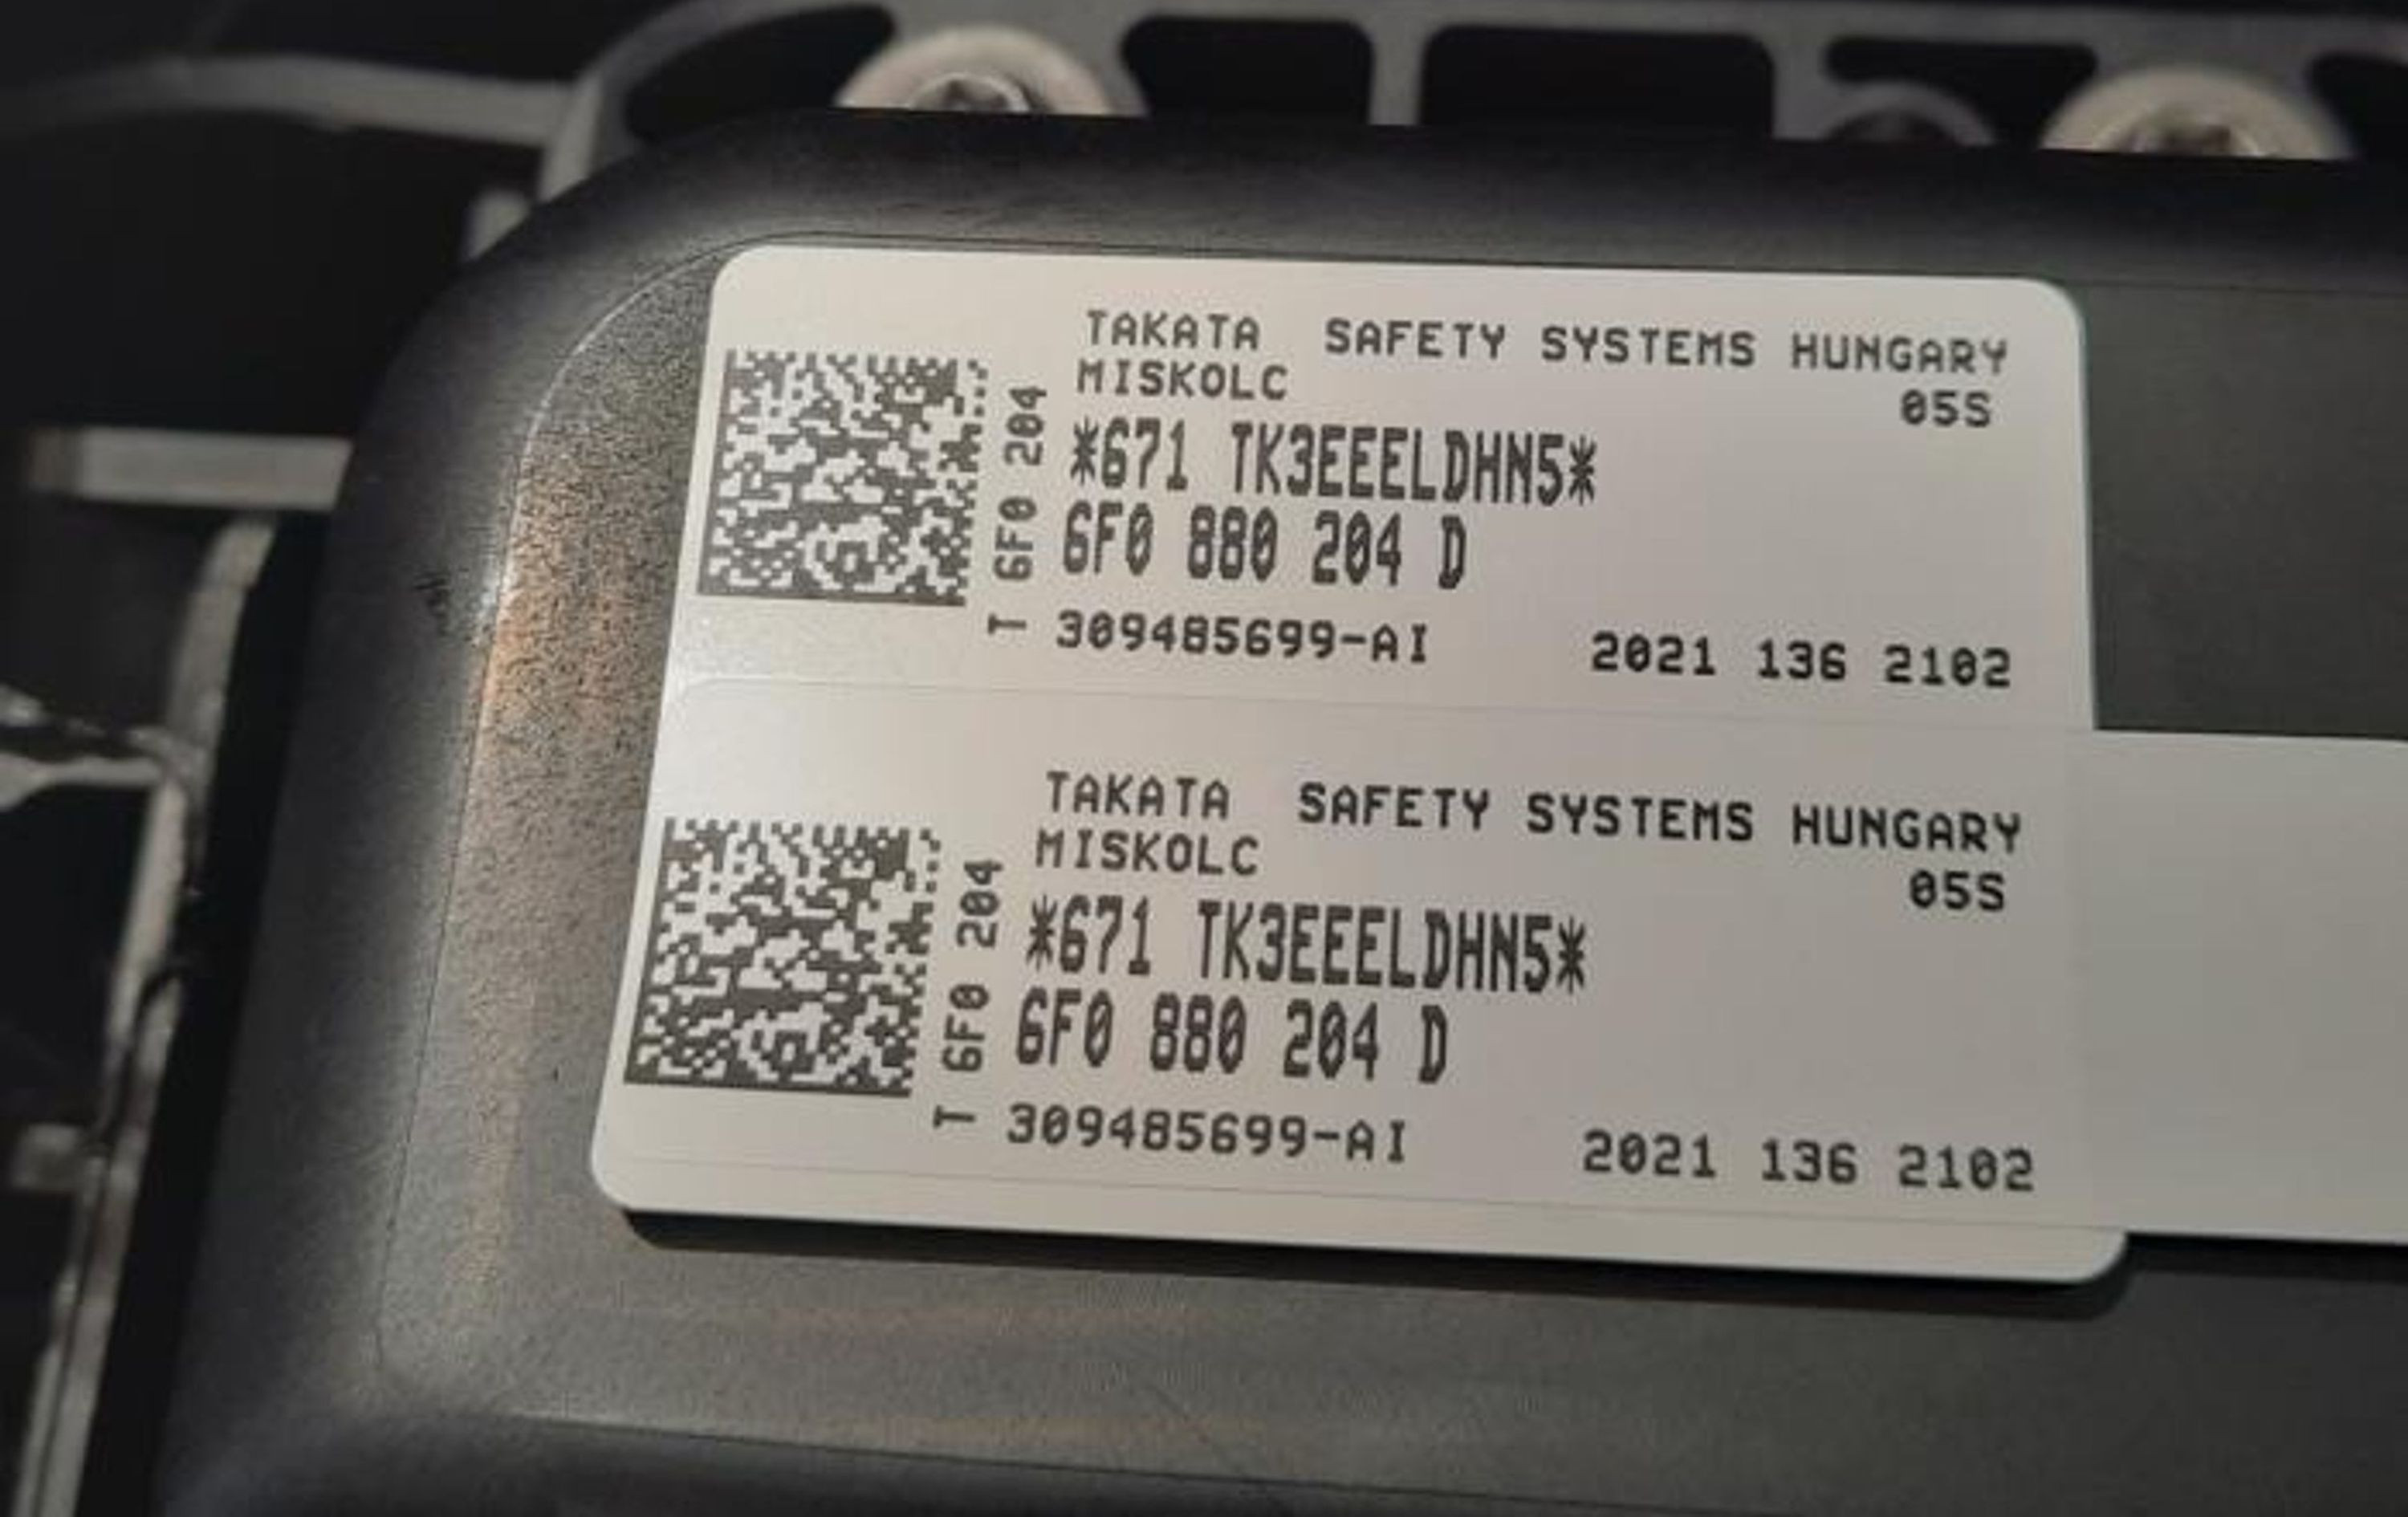 TAKATA SAFETY SYSTEMS HUNGARY
MISKOLC
05S
*671 TK3EEELDHN5*
6F0 880 204 D
T 6F0 204
309485699-AI 2021 136 2102
TAKATA SAFETY SYSTEMS HUNGARY
MISKOLC
05S
*671 TK3EEELDHN5*
6F0 880 204 D
T 6F0 204
309485699-AI 2021 136 2102